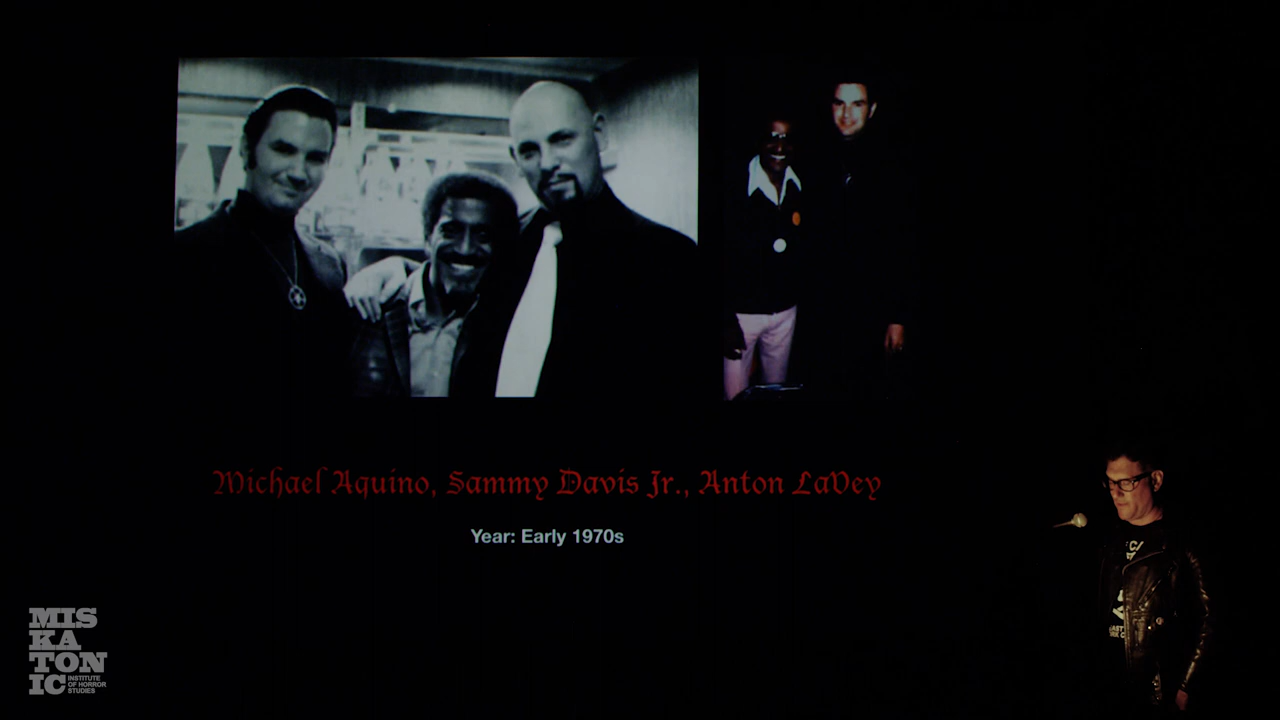 Michael Aquino, Sammy Davis Jr., Anton LaVey
Year: Early 1970s
MIS
KA
TON
IC
INSTITUTE
OF HORROR
STUDIES